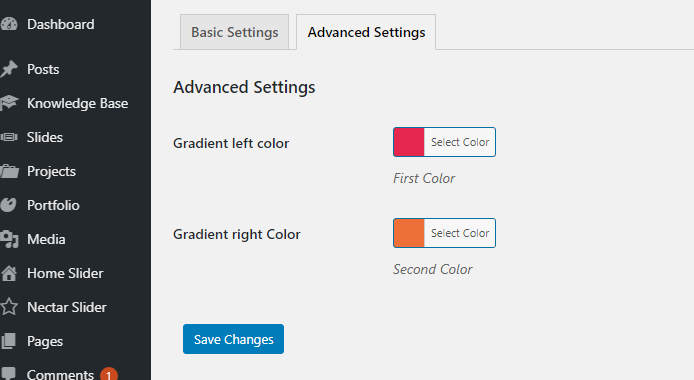 Dashboard
Posts
Knowledge Base
Slides
Projects
Portfolio
Media
Home Slider
Nectar Slider
Pages
Comments 1
Basic Settings
Advanced Settings
Advanced Settings
Gradient left color
Select Color
First Color
Gradient right Color
Select Color
Second Color
Save Changes